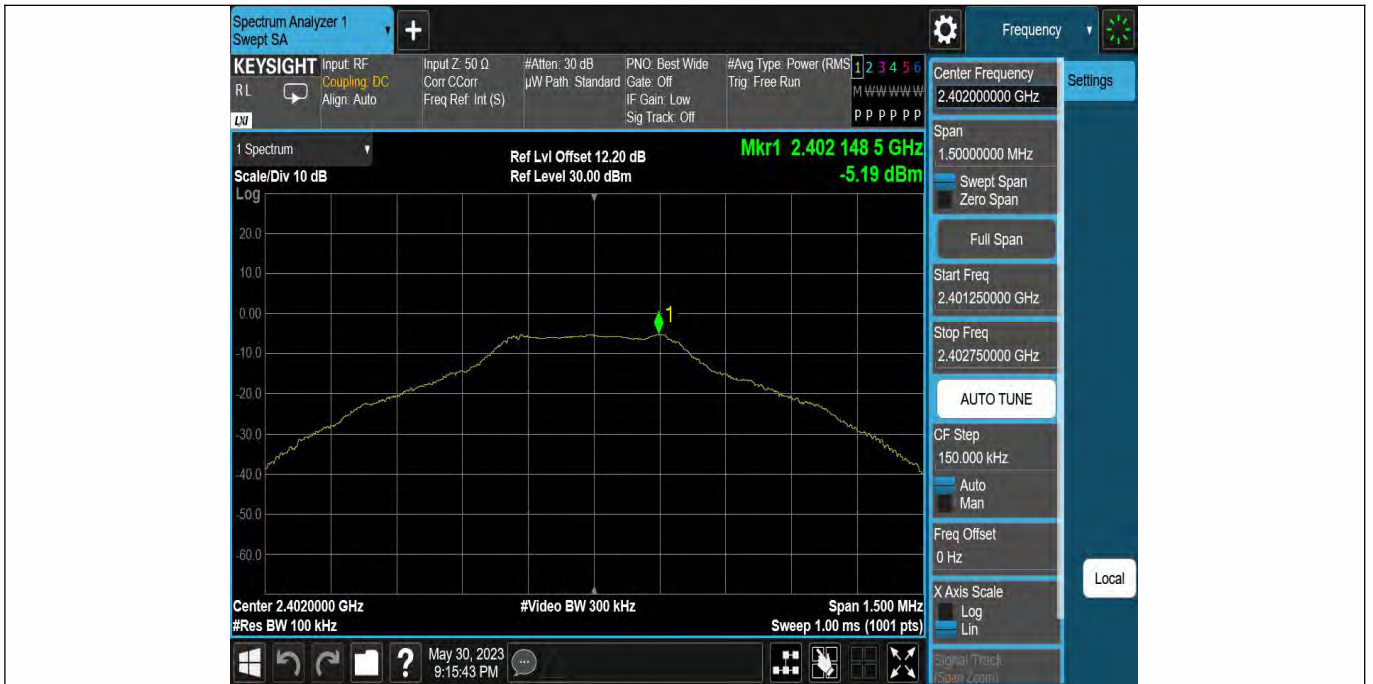 Spectrum Analyzer 1
Swept SA
+
Frequency
KEYSIGHT
RL
LXI
Input: RF
Coupling: DC
Align: Auto
Input Z: 50 Ω
Corr CCorr
Freq Ref: Int (S)
#Atten: 30 dB
µW Path: Standard
PNO: Best Wide
Gate: Off
IF Gain: Low
Sig Track: Off
#Avg Type: Power (RMS
Trig: Free Run
1 2 3 4 5 6
M W W W W W
P P P P P P
1 Spectrum
Scale/Div 10 dB
Log
Ref Lvl Offset 12.20 dB
Ref Level 30.00 dBm
Mkr1 2.402 148 5 GHz
-5.19 dBm
20.0
10.0
0.00
-10.0
-20.0
-30.0
-40.0
-50.0
-60.0
1
Center 2.4020000 GHz
#Res BW 100 kHz
#Video BW 300 kHz
Span 1.500 MHz
Sweep 1.00 ms (1001 pts)
Center Frequency
2.402000000 GHz
Settings
Span
1.50000000 MHz
Swept Span
Zero Span
Full Span
Start Freq
2.401250000 GHz
Stop Freq
2.402750000 GHz
AUTO TUNE
CF Step
150.000 kHz
Auto
Man
Freq Offset
0 Hz
X Axis Scale
Log
Lin
Signal Track
(Span Zoom)
Local
?
May 30, 2023
9:15:43 PM